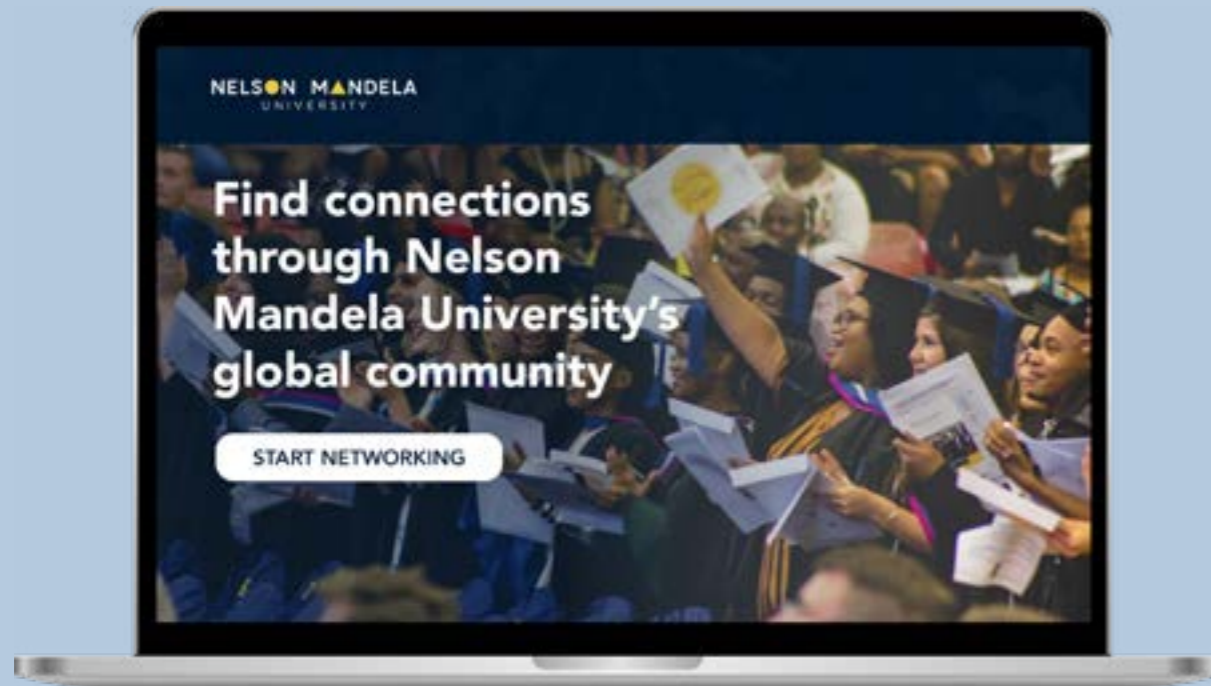 NELSON MANDELA
UNIVERSITY
Find connections
through Nelson
Mandela University's
global community
START NETWORKING